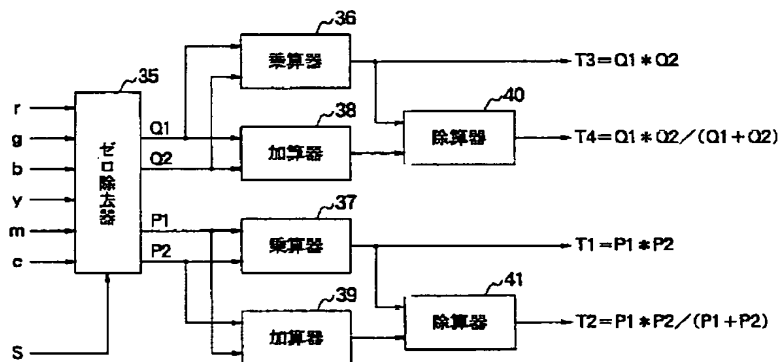 36
乗算器
T3=Q1*Q2
35
r
g
b
y
m
c
S
ゼロ除去器
Q1
Q2
P1
P2
38
加算器
40
除算器
T4=Q1*Q2/(Q1+Q2)
37
乗算器
T1=P1*P2
39
加算器
41
除算器
T2=P1*P2/(P1+P2)